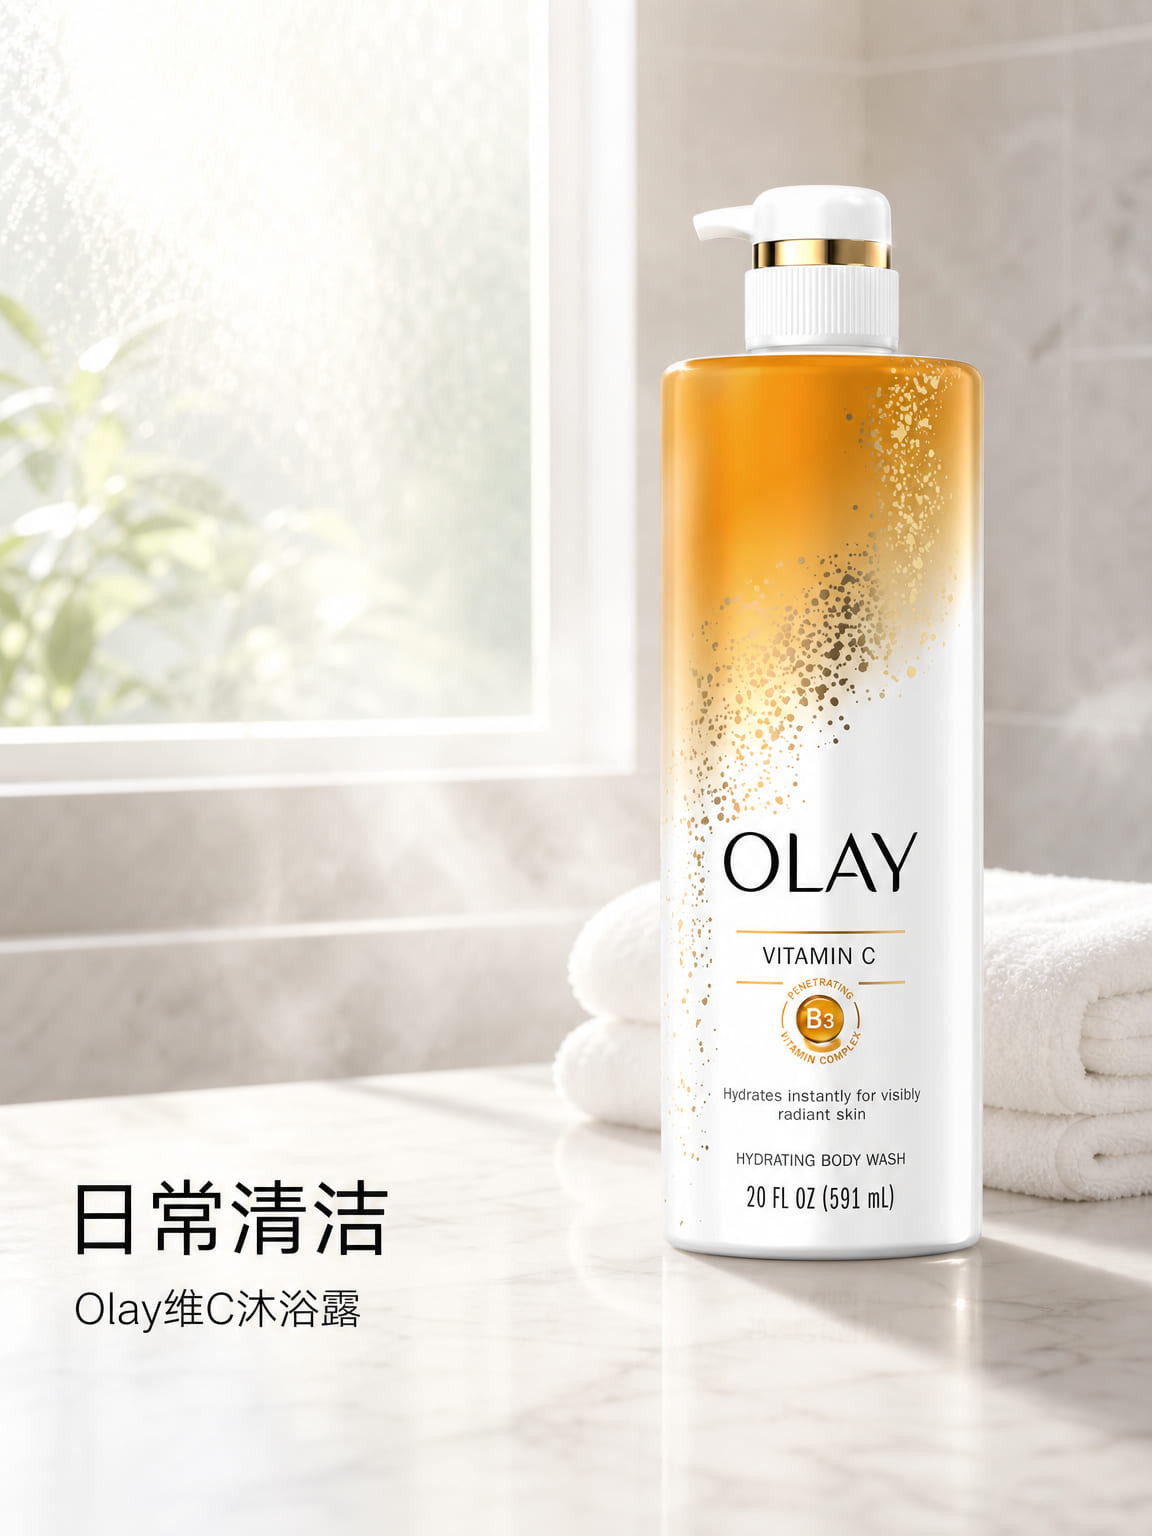 OLAY
VITAMIN C
PENETRATING
B3
VITAMIN COMPLEX
Hydrates instantly for visibly
radiant skin
HYDRATING BODY WASH
20 FL OZ (591 mL)
日常清洁
Olay维C沐浴露